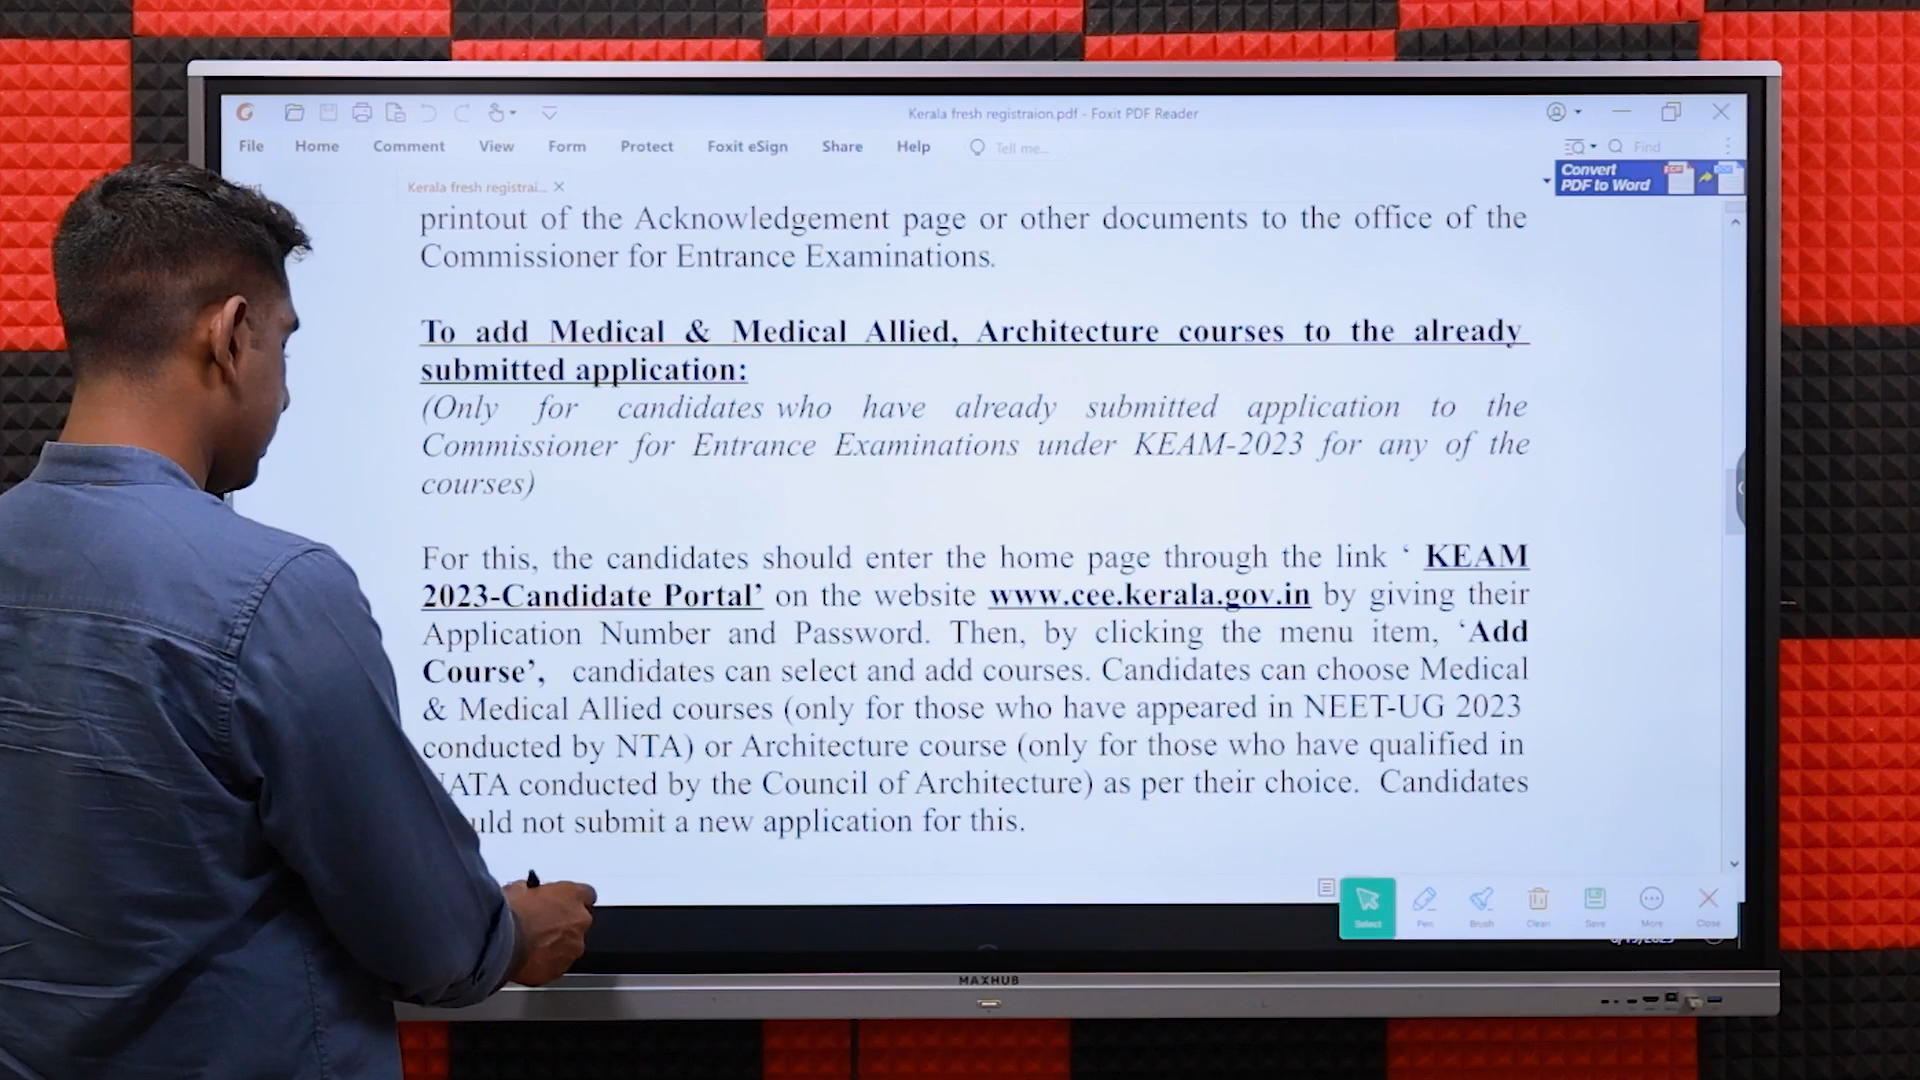 Kerala fresh registraion.pdf - Foxit PDF Reader
File Home Comment View Form Protect Foxit eSign Share Help Tell me... Find
Convert
PDF to Word
Kerala fresh registrai...
printout of the Acknowledgement page or other documents to the office of the
Commissioner for Entrance Examinations.
To add Medical & Medical Allied, Architecture courses to the already
submitted application:
(Only for candidates who have already submitted application to the
Commissioner for Entrance Examinations under KEAM-2023 for any of the
courses)
For this, the candidates should enter the home page through the link ‘ KEAM
2023-Candidate Portal’ on the website www.cee.kerala.gov.in by giving their
Application Number and Password. Then, by clicking the menu item, ‘Add
Course’, candidates can select and add courses. Candidates can choose Medical
& Medical Allied courses (only for those who have appeared in NEET-UG 2023
conducted by NTA) or Architecture course (only for those who have qualified in
ATA conducted by the Council of Architecture) as per their choice. Candidates
uld not submit a new application for this.
Select Pen Brush Clean Save More Close
MAXHUB